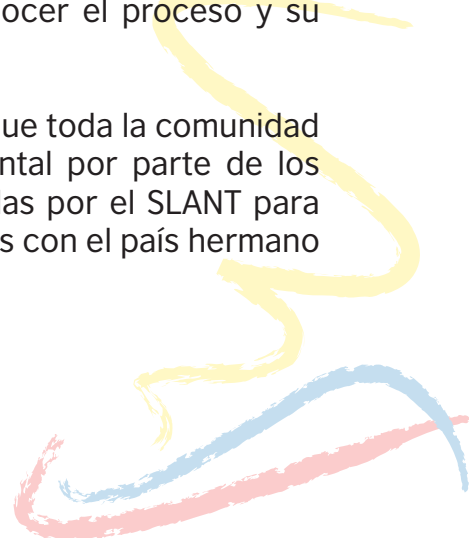 ocer el proceso y su
ue toda la comunidad
ntal por parte de los
las por el SLANT para
s con el país hermano